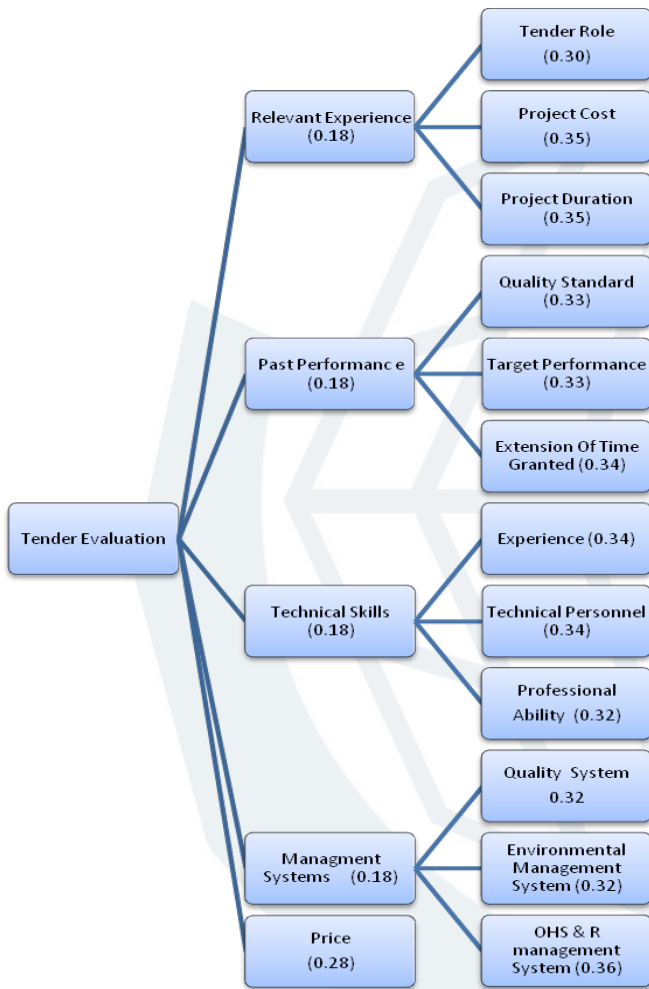 Tender Evaluation
Relevant Experience
(0.18)
Tender Role
(0.30)
Project Cost
(0.35)
Project Duration
(0.35)
Past Performanc e
(0.18)
Quality Standard
(0.33)
Target Performance
(0.33)
Extension Of Time
Granted (0.34)
Technical Skills
(0.18)
Experience (0.34)
Technical Personnel
(0.34)
Professional
Ability (0.32)
Managment
Systems (0.18)
Quality System
0.32
Environmental
Management
System (0.32)
OHS & R
management
System (0.36)
Price
(0.28)